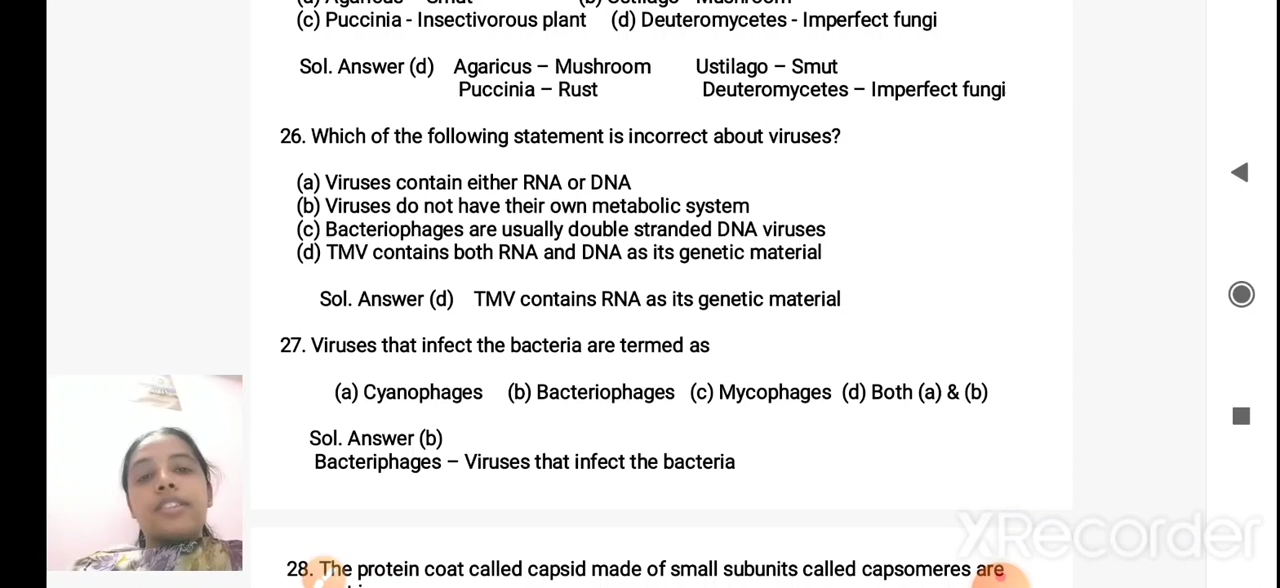 (a) Agaricus – Smut (b) Ustilago – Mushroom
(c) Puccinia - Insectivorous plant (d) Deuteromycetes - Imperfect fungi
Sol. Answer (d) Agaricus – Mushroom Ustilago – Smut
Puccinia – Rust Deuteromycetes – Imperfect fungi
26. Which of the following statement is incorrect about viruses?
(a) Viruses contain either RNA or DNA
(b) Viruses do not have their own metabolic system
(c) Bacteriophages are usually double stranded DNA viruses
(d) TMV contains both RNA and DNA as its genetic material
Sol. Answer (d) TMV contains RNA as its genetic material
27. Viruses that infect the bacteria are termed as
(a) Cyanophages (b) Bacteriophages (c) Mycophages (d) Both (a) & (b)
Sol. Answer (b)
Bacteriphages – Viruses that infect the bacteria
XRecorder
28. The protein coat called capsid made of small subunits called capsomeres are